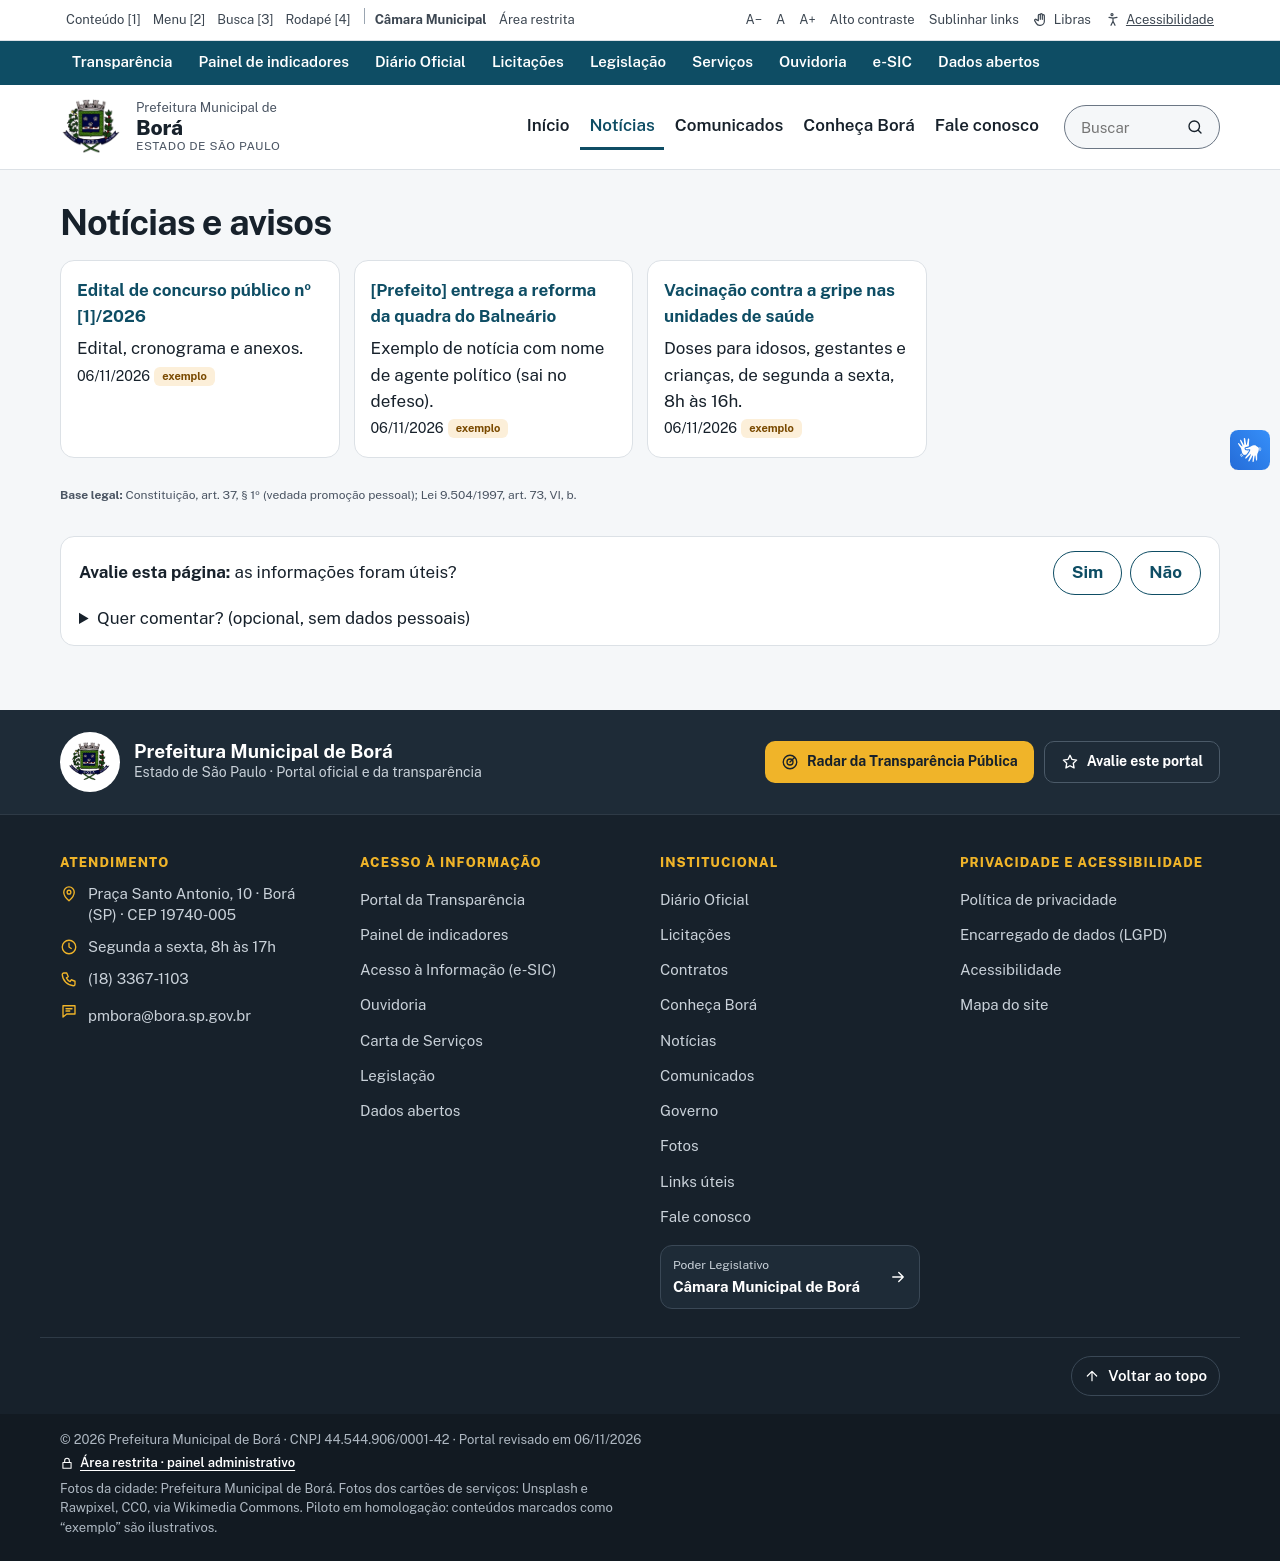 Conteúdo [1] Menu [2] Busca [3] Rodapé [4] Câmara Municipal Área restrita A− A A+ Alto contraste Sublinhar links Libras Acessibilidade
Transparência Painel de indicadores Diário Oficial Licitações Legislação Serviços Ouvidoria e-SIC Dados abertos
Prefeitura Municipal de
Borá
ESTADO DE SÃO PAULO
Início Notícias Comunicados Conheça Borá Fale conosco Buscar
Notícias e avisos
Edital de concurso público nº
[1]/2026
Edital, cronograma e anexos.
06/11/2026 exemplo
[Prefeito] entrega a reforma
da quadra do Balneário
Exemplo de notícia com nome
de agente político (sai no
defeso).
06/11/2026 exemplo
Vacinação contra a gripe nas
unidades de saúde
Doses para idosos, gestantes e
crianças, de segunda a sexta,
8h às 16h.
06/11/2026 exemplo
Base legal: Constituição, art. 37, § 1º (vedada promoção pessoal); Lei 9.504/1997, art. 73, VI, b.
Avalie esta página: as informações foram úteis? Sim Não
Quer comentar? (opcional, sem dados pessoais)
Prefeitura Municipal de Borá
Estado de São Paulo · Portal oficial e da transparência
Radar da Transparência Pública Avalie este portal
ATENDIMENTO
Praça Santo Antonio, 10 · Borá
(SP) · CEP 19740-005
Segunda a sexta, 8h às 17h
(18) 3367-1103
pmbora@bora.sp.gov.br
ACESSO À INFORMAÇÃO
Portal da Transparência
Painel de indicadores
Acesso à Informação (e-SIC)
Ouvidoria
Carta de Serviços
Legislação
Dados abertos
INSTITUCIONAL
Diário Oficial
Licitações
Contratos
Conheça Borá
Notícias
Comunicados
Governo
Fotos
Links úteis
Fale conosco
Poder Legislativo
Câmara Municipal de Borá
PRIVACIDADE E ACESSIBILIDADE
Política de privacidade
Encarregado de dados (LGPD)
Acessibilidade
Mapa do site
Voltar ao topo
© 2026 Prefeitura Municipal de Borá · CNPJ 44.544.906/0001-42 · Portal revisado em 06/11/2026
Área restrita · painel administrativo
Fotos da cidade: Prefeitura Municipal de Borá. Fotos dos cartões de serviços: Unsplash e
Rawpixel, CC0, via Wikimedia Commons. Piloto em homologação: conteúdos marcados como
“exemplo” são ilustrativos.